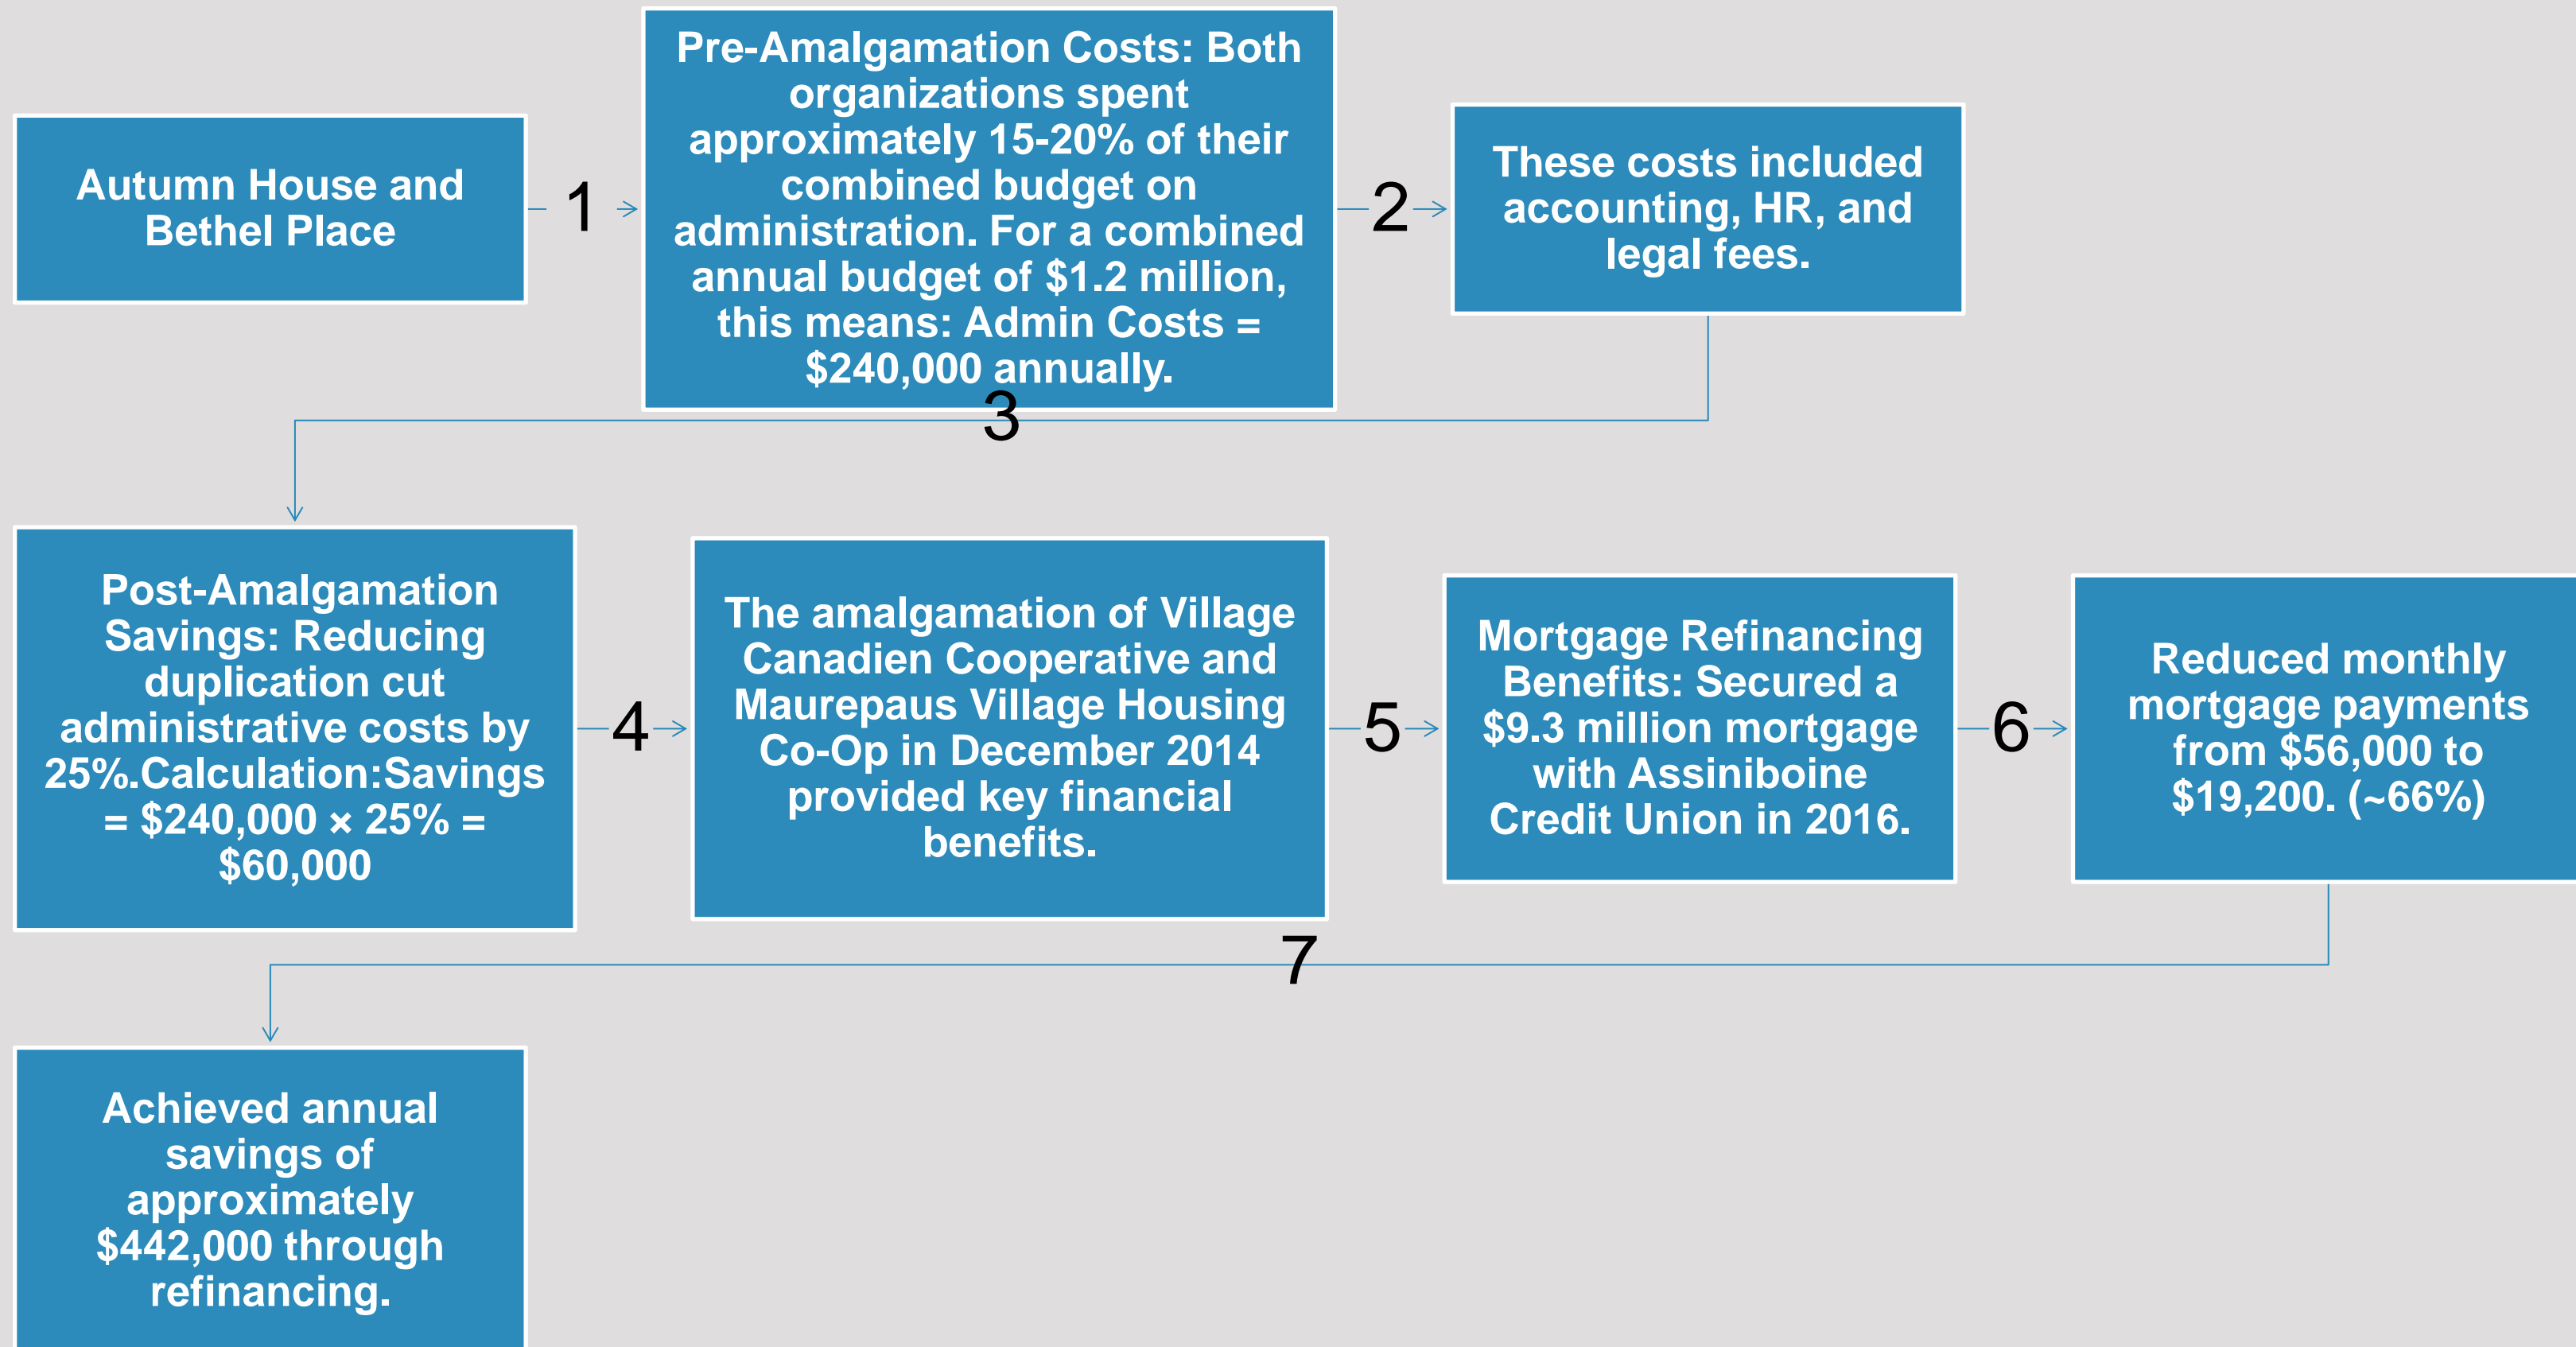 Autumn House and
Bethel Place
1
Pre-Amalgamation Costs: Both
organizations spent
approximately 15-20% of their
combined budget on
administration. For a combined
annual budget of $1.2 million,
this means: Admin Costs =
$240,000 annually.
2
These costs included
accounting, HR, and
legal fees.
3
Post-Amalgamation
Savings: Reducing
duplication cut
administrative costs by
25%.Calculation:Savings
= $240,000 × 25% =
$60,000
4
The amalgamation of Village
Canadien Cooperative and
Maurepaus Village Housing
Co-Op in December 2014
provided key financial
benefits.
5
Mortgage Refinancing
Benefits: Secured a
$9.3 million mortgage
with Assiniboine
Credit Union in 2016.
6
Reduced monthly
mortgage payments
from $56,000 to
$19,200. (~66%)
7
Achieved annual
savings of
approximately
$442,000 through
refinancing.